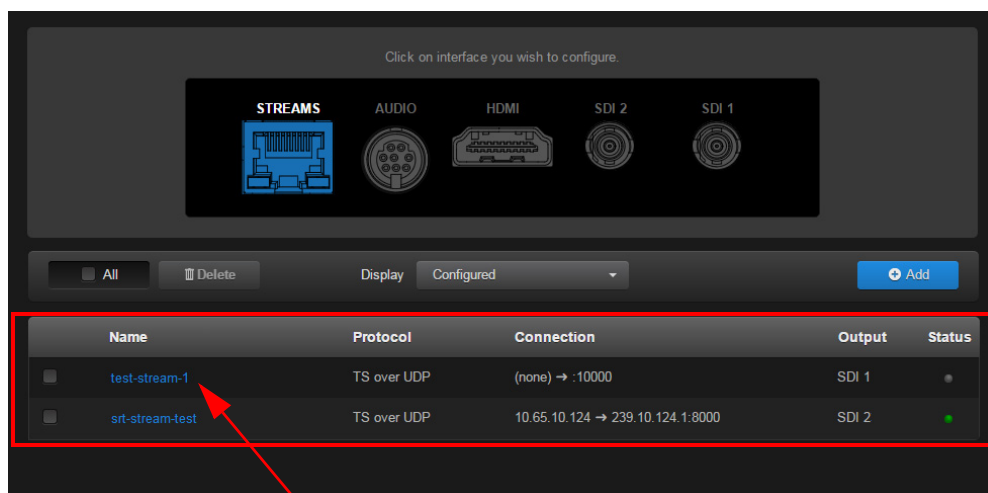 Click on interface you wish to configure.
STREAMS AUDIO HDMI SDI 2 SDI 1
All Delete Display Configured Add
Name Protocol Connection Output Status
test-stream-1 TS over UDP (none) → :10000 SDI 1
srt-stream-test TS over UDP 10.65.10.124 → 239.10.124.1:8000 SDI 2